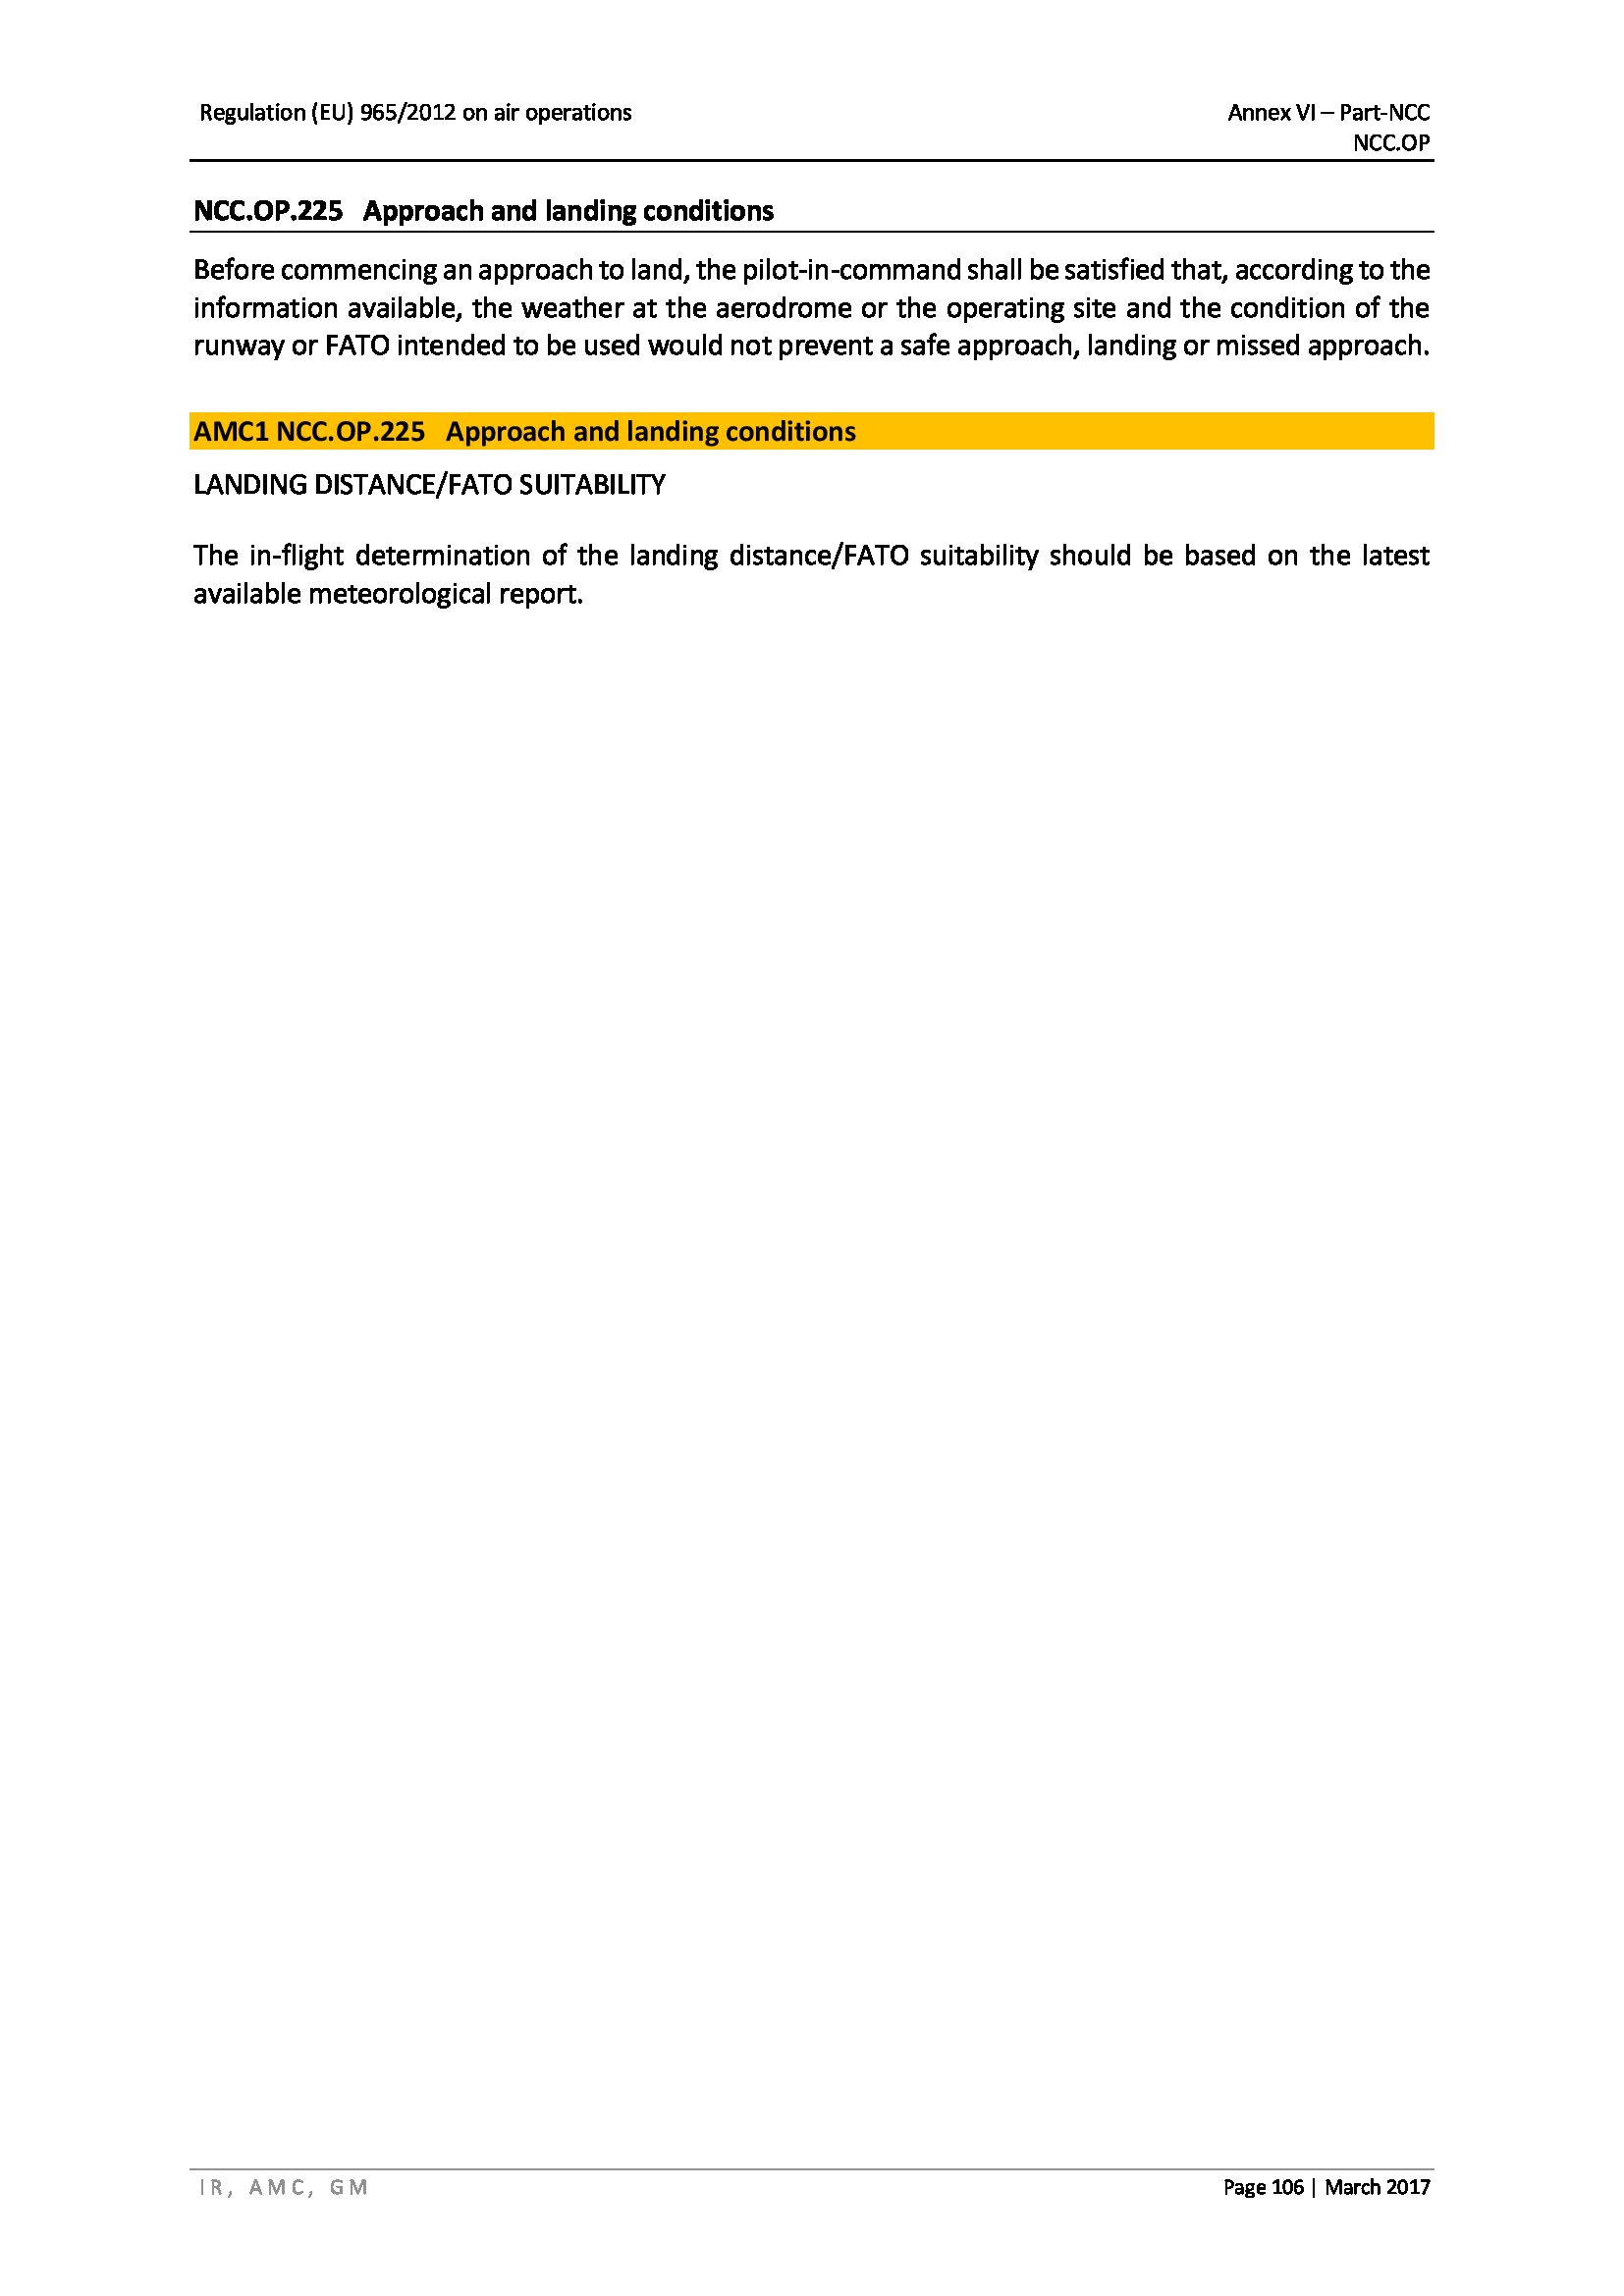 Regulation (EU) 965/2012 on air operations
Annex VI – Part-NCC
NCC.OP
NCC.OP.225 Approach and landing conditions
Before commencing an approach to land, the pilot-in-command shall be satisfied that, according to the
information available, the weather at the aerodrome or the operating site and the condition of the
runway or FATO intended to be used would not prevent a safe approach, landing or missed approach.
AMC1 NCC.OP.225 Approach and landing conditions
LANDING DISTANCE/FATO SUITABILITY
The in-flight determination of the landing distance/FATO suitability should be based on the latest
available meteorological report.
IR, AMC, GM
Page 106 | March 2017